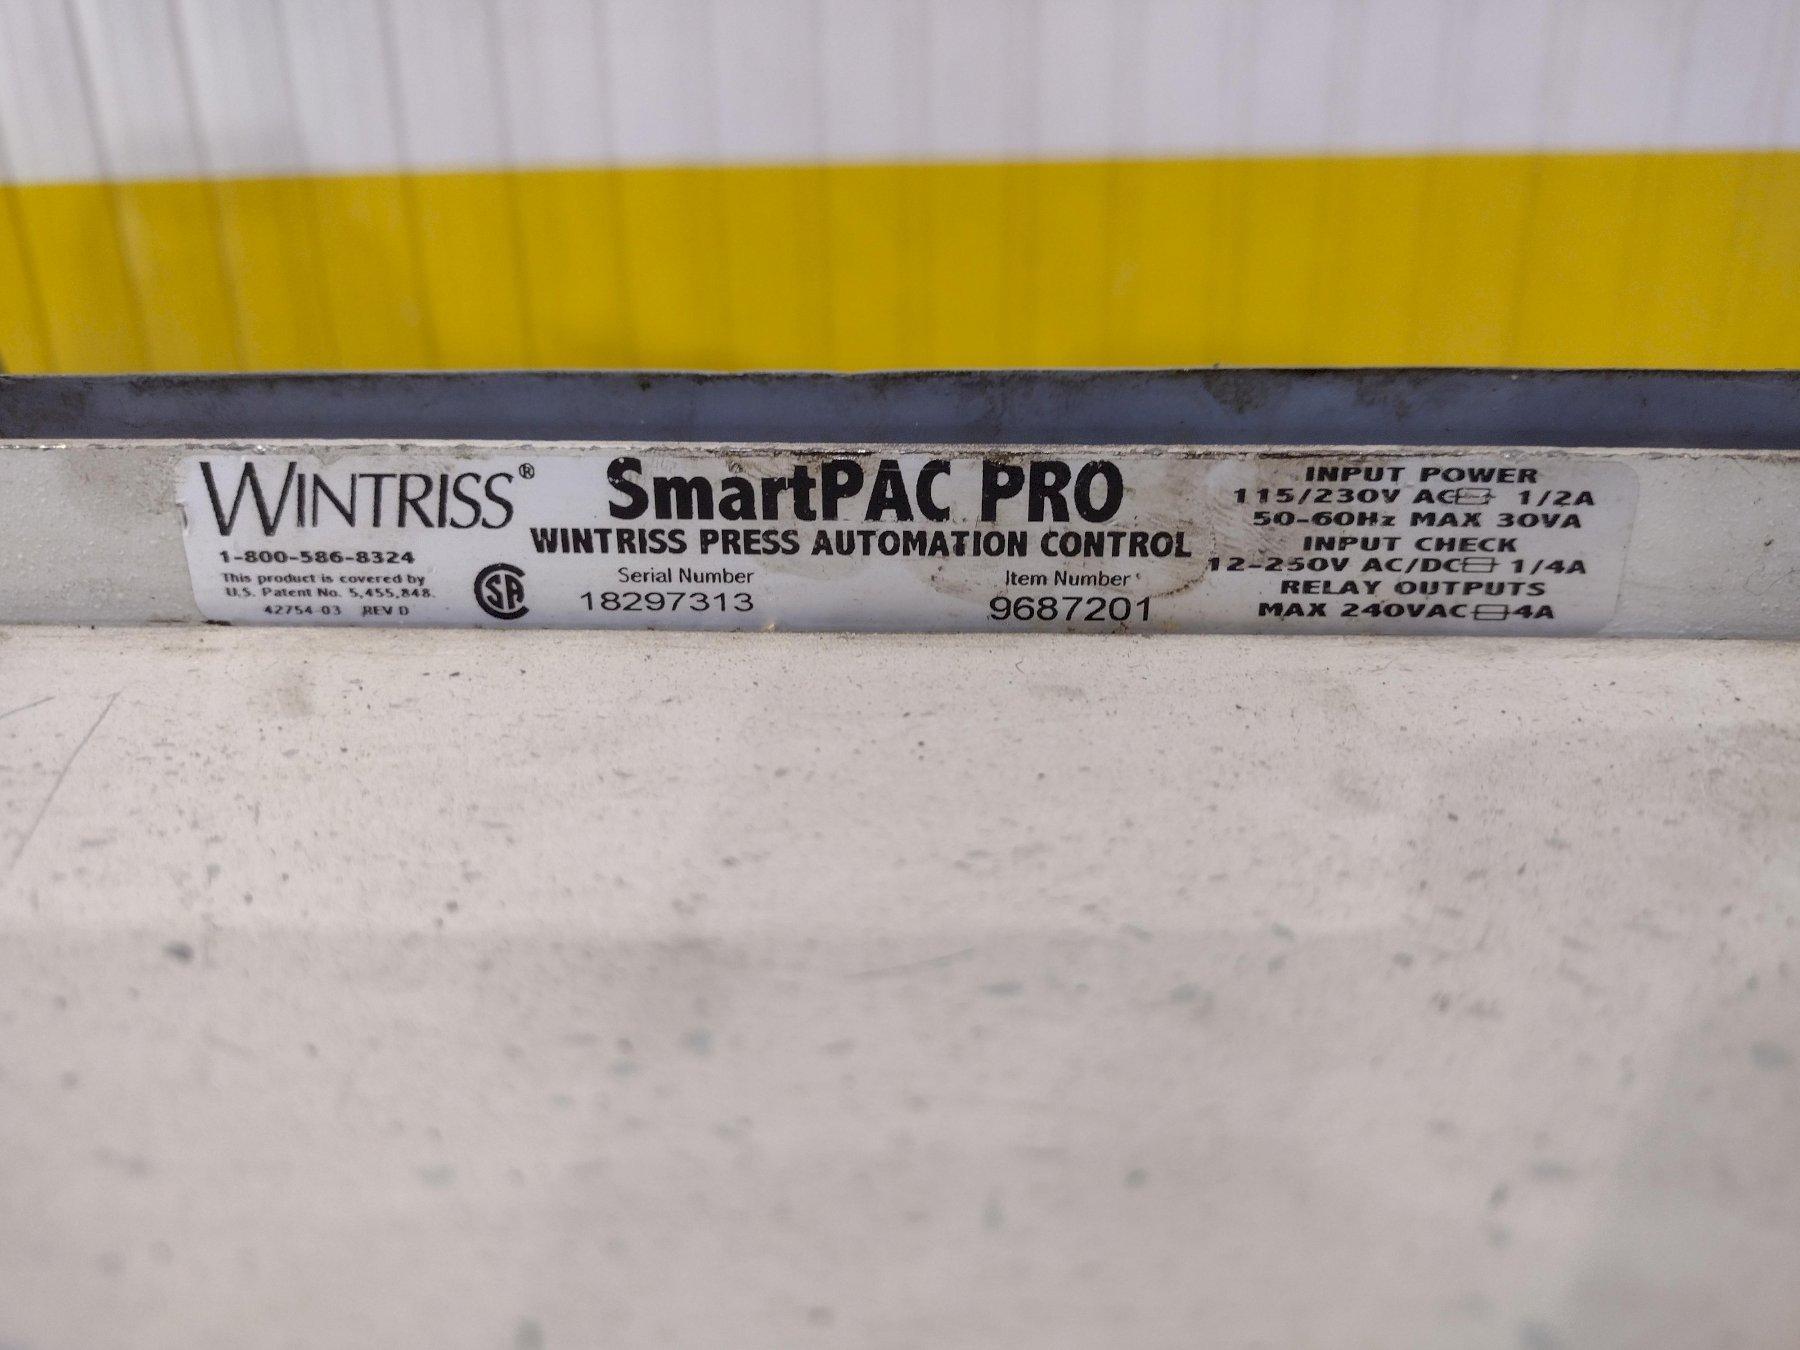 WINTRISS®
1-800-586-8324
This product is covered by
U.S. Patent No. 5,455,848.
42754-03 REV D
SA
SmartPAC PRO
WINTRISS PRESS AUTOMATION CONTROL
Serial Number
18297313
Item Number
9687201
INPUT POWER
115/230V AC 1/2A
50-60Hz MAX 30VA
INPUT CHECK
12-250V AC/DC 1/4A
RELAY OUTPUTS
MAX 240VAC 4A